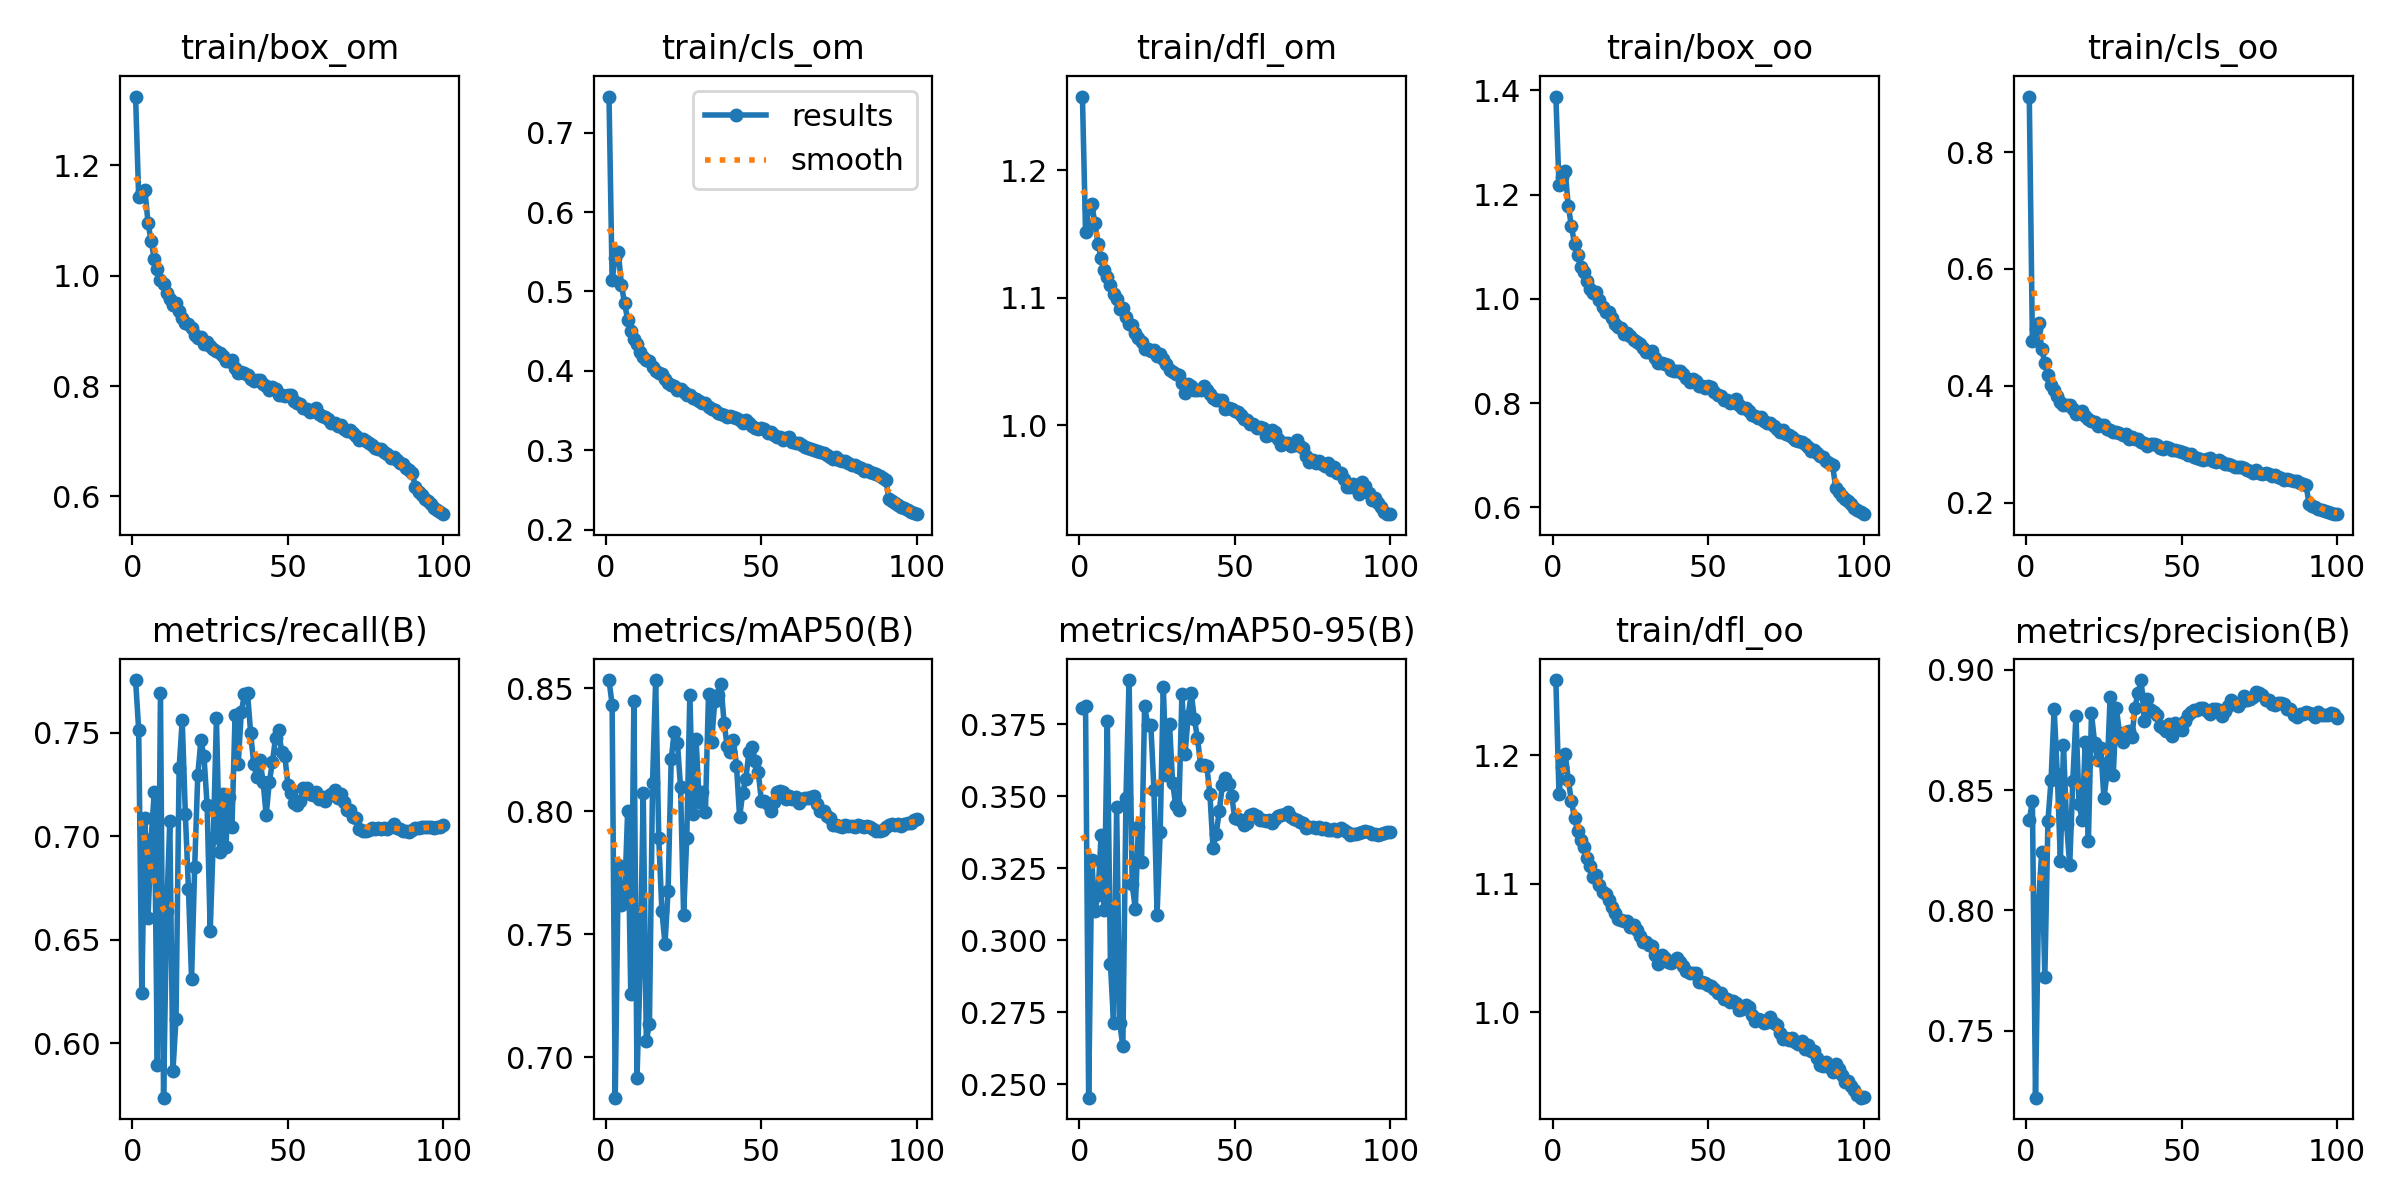 train/box_om
1.2
1.0
0.8
0.6
0 50 100
train/cls_om
results
smooth
0.7
0.6
0.5
0.4
0.3
0.2
0 50 100
train/dfl_om
1.2
1.1
1.0
0 50 100
train/box_oo
1.4
1.2
1.0
0.8
0.6
0 50 100
train/cls_oo
0.8
0.6
0.4
0.2
0 50 100
metrics/recall(B)
0.75
0.70
0.65
0.60
0 50 100
metrics/mAP50(B)
0.85
0.80
0.75
0.70
0 50 100
metrics/mAP50-95(B)
0.375
0.350
0.325
0.300
0.275
0.250
0 50 100
train/dfl_oo
1.2
1.1
1.0
0 50 100
metrics/precision(B)
0.90
0.85
0.80
0.75
0 50 100